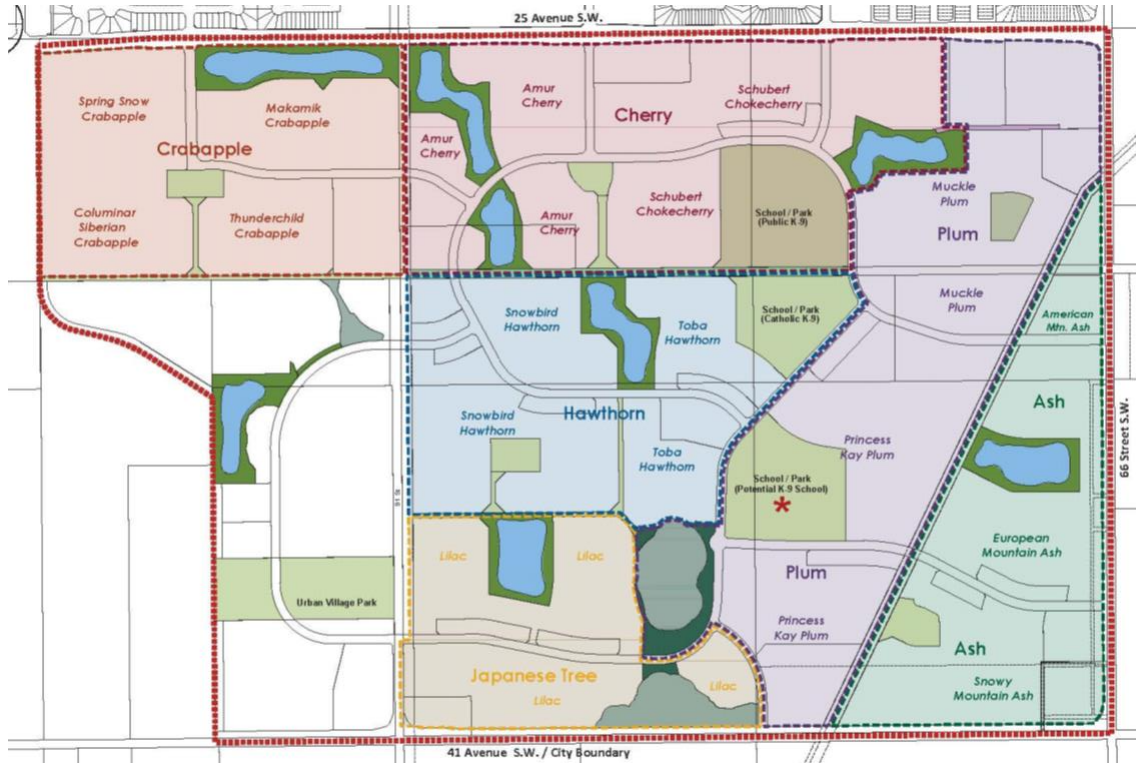 25 Avenue S.W.
Spring Snow
Crabapple
Makamik
Crabapple
Crabapple
Columinar
Siberian
Crabapple
Thunderchild
Crabapple
Amur
Cherry
Amur
Cherry
Cherry
Schubert
Chokecherry
Amur
Cherry
Schubert
Chokecherry
School / Park
(Public K-9)
Muckle
Plum
Plum
Muckle
Plum
American
Mtn. Ash
Snowbird
Hawthorn
Toba
Hawthorn
School / Park
(Catholic K-9)
Hawthorn
Snowbird
Hawthorn
Toba
Hawthorn
Princess
Kay Plum
School / Park
(Potential K-9 School)
*
Ash
66 Street S.W.
91 St
European
Mountain Ash
Lilac
Lilac
Plum
Urban Village Park
Princess
Kay Plum
Ash
Japanese Tree
Lilac
Lilac
Snowy
Mountain Ash
41 Avenue S.W. / City Boundary